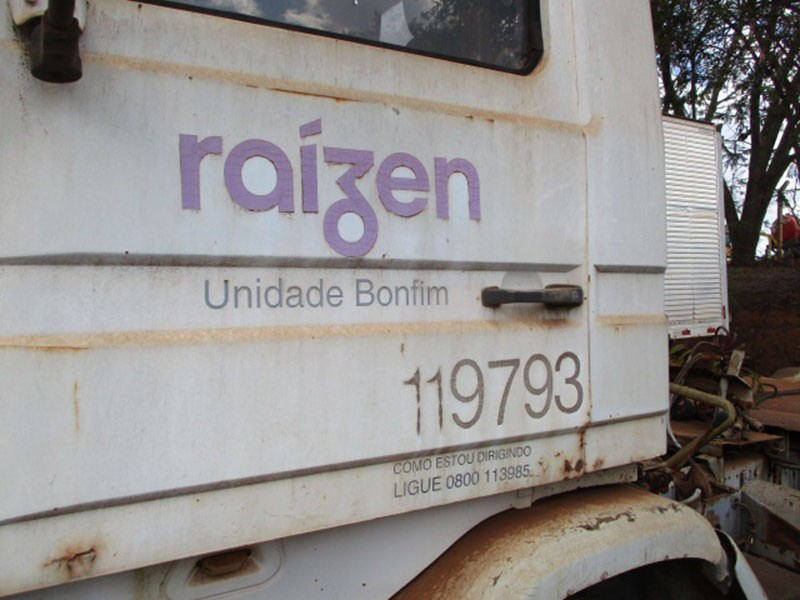 raízen
Unidade Bonfim
119793
COMO ESTOU DIRIGINDO
LIGUE 0800 113985